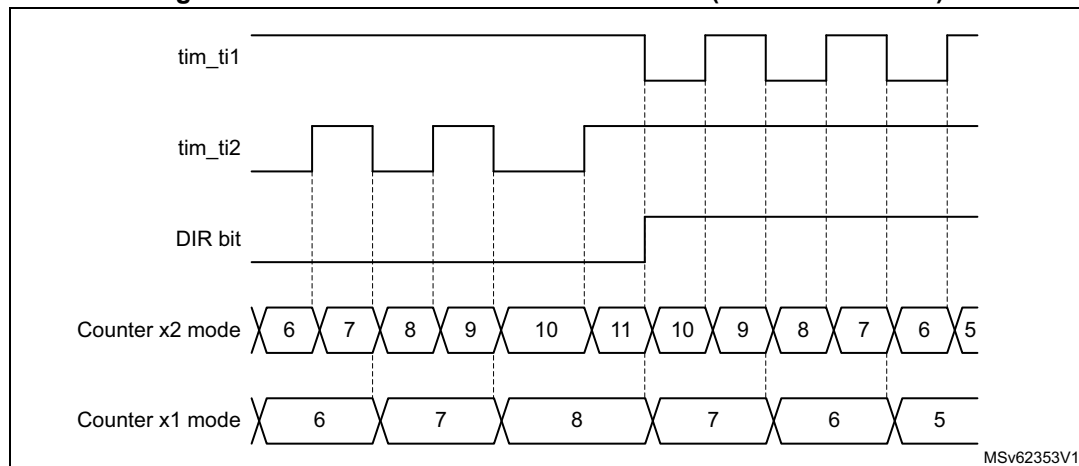 tim_ti1
tim_ti2
DIR bit
Counter x2 mode 6 7 8 9 10 11 10 9 8 7 6 5
Counter x1 mode 6 7 8 7 6 5
MSv62353V1